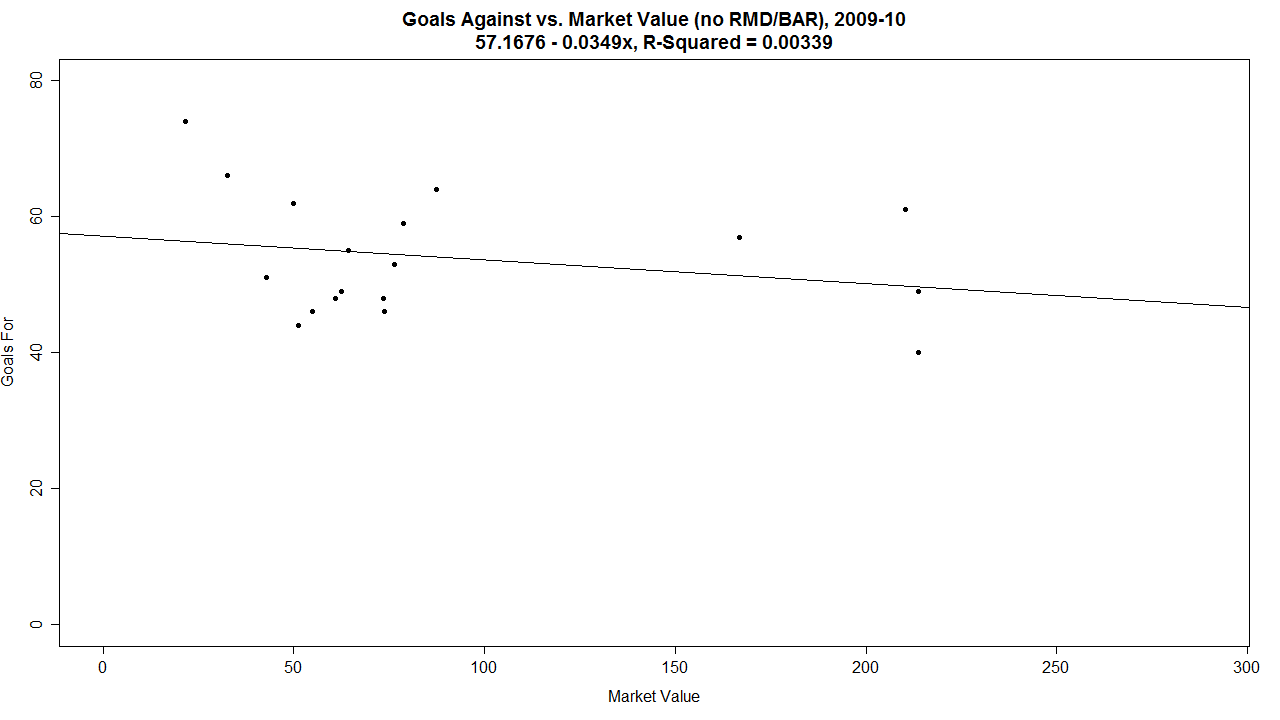 Goals Against vs. Market Value (no RMD/BAR), 2009-10
57.1676 - 0.0349x, R-Squared = 0.00339
80
60
40
20
0
Goals For
0 50 100 150 200 250 300
Market Value